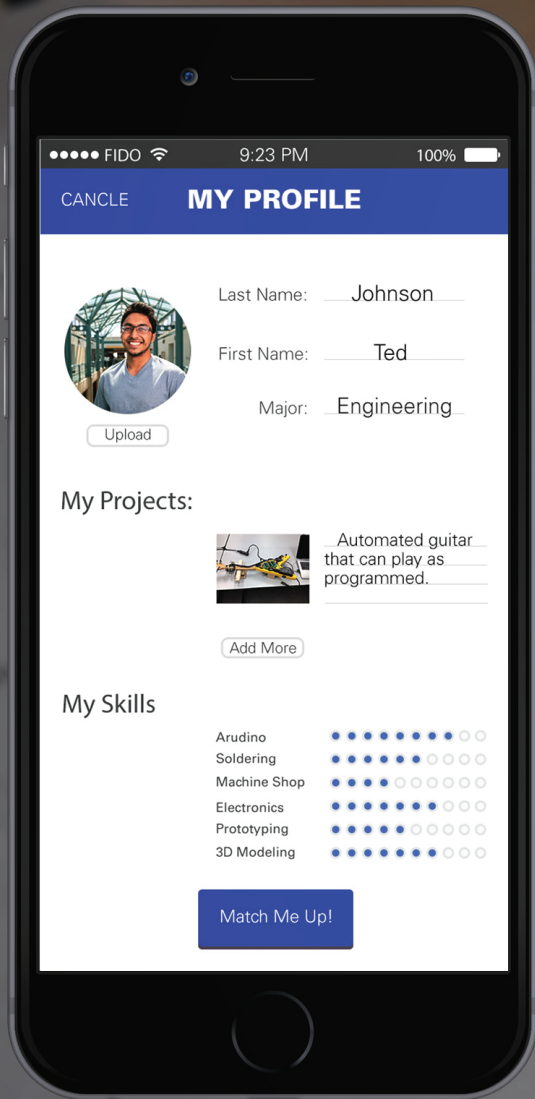 FIDO 9:23 PM 100%
CANCLE MY PROFILE
Last Name: Johnson
First Name: Ted
Major: Engineering
Upload
My Projects:
Automated guitar
that can play as
programmed.
Add More
My Skills
Arudino
Soldering
Machine Shop
Electronics
Prototyping
3D Modeling
Match Me Up!